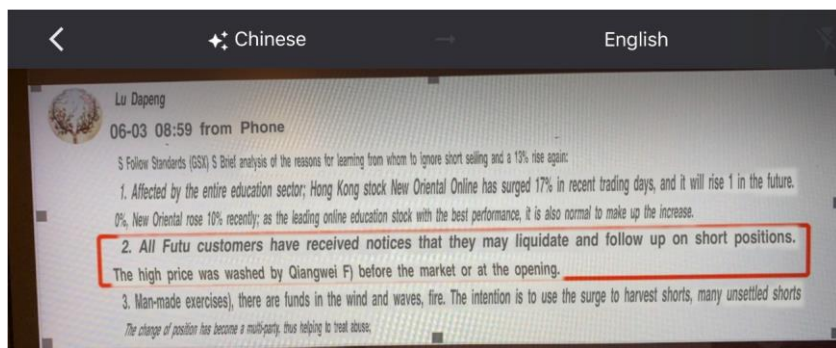 Chinese → English
Lu Dapeng
06-03 08:59 from Phone
S Follow Standards (GSX) S Brief analysis of the reasons for learning from whom to ignore short selling and a 13% rise again:
1. Affected by the entire education sector; Hong Kong stock New Oriental Online has surged 17% in recent trading days, and it will rise 1 in the future.
0%, New Oriental rose 10% recently; as the leading online education stock with the best performance, it is also normal to make up the increase.
2. All Futu customers have received notices that they may liquidate and follow up on short positions.
The high price was washed by Qiangwei F) before the market or at the opening.
3. Man-made exercises), there are funds in the wind and waves, fire. The intention is to use the surge to harvest shorts, many unsettled shorts
The change of position has become a multi-party, thus helping to treat abuse;